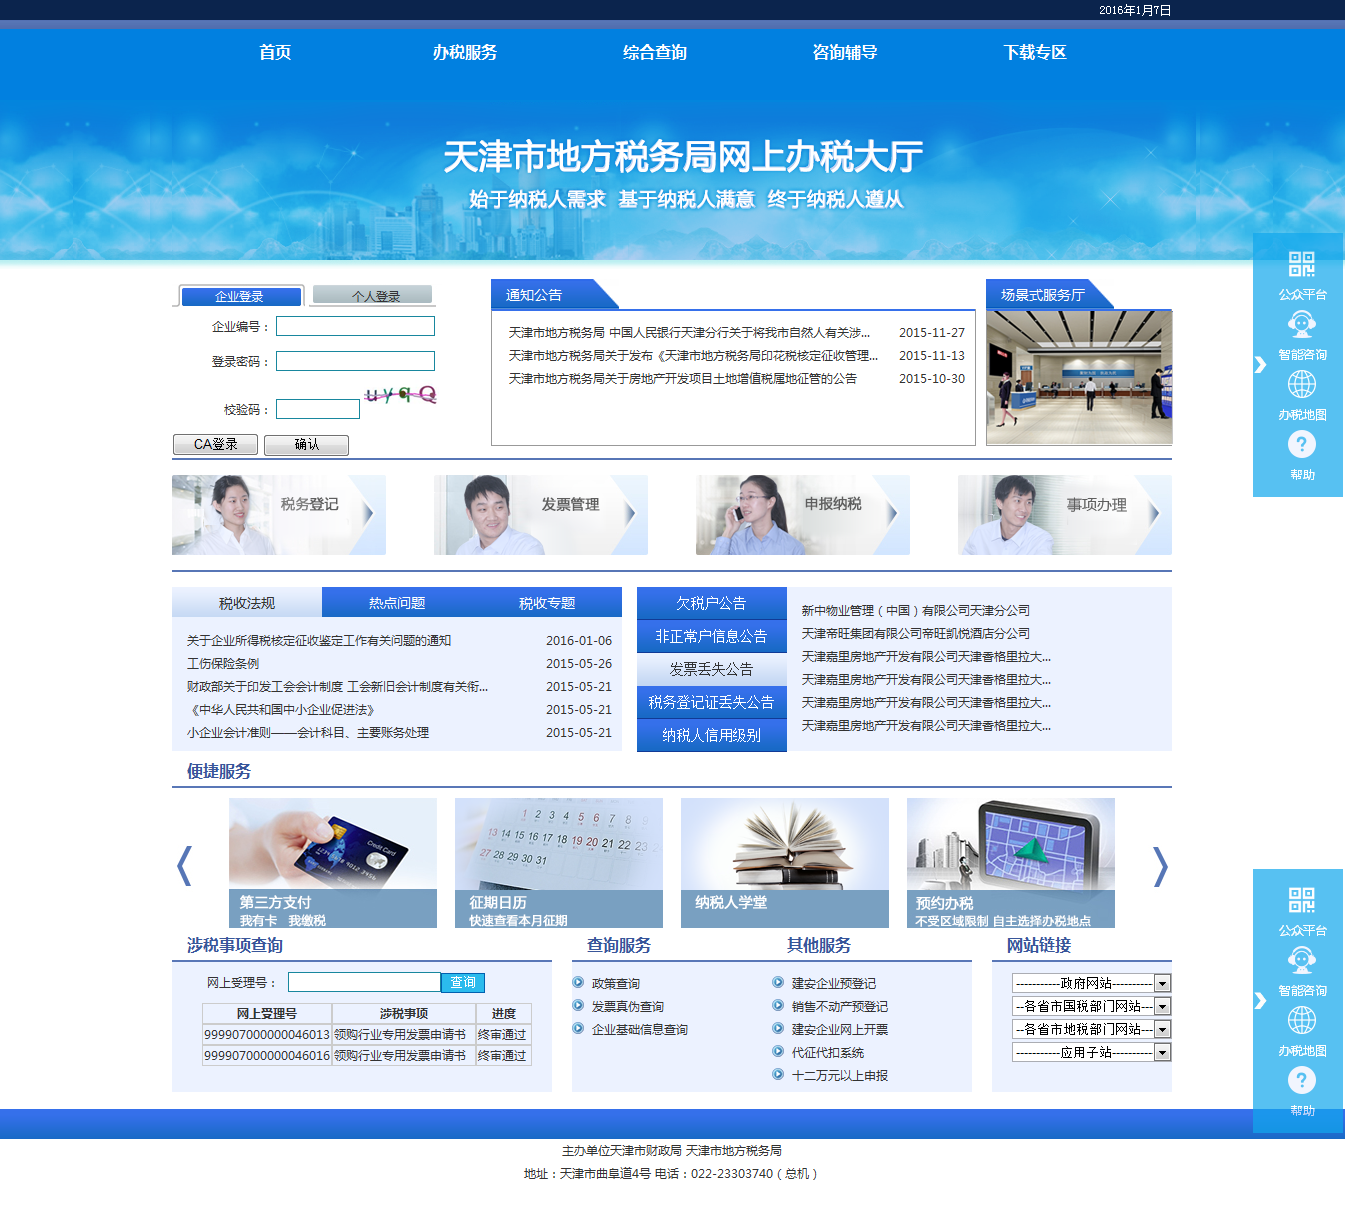 2016年1月7日
首页 办税服务 综合查询 咨询辅导 下载专区
天津市地方税务局网上办税大厅
始于纳税人需求 基于纳税人满意 终于纳税人遵从
公众平台
智能咨询
办税地图
帮助
企业登录 个人登录
企业编号：
登录密码：
校验码： uyqQ
CA登录 确认
通知公告
天津市地方税务局 中国人民银行天津分行关于将我市自然人有关涉... 2015-11-27
天津市地方税务局关于发布《天津市地方税务局印花税核定征收管理... 2015-11-13
天津市地方税务局关于房地产开发项目土地增值税属地征管的公告 2015-10-30
场景式服务厅
税务登记 发票管理 申报纳税 事项办理
税收法规 热点问题 税收专题
关于企业所得税核定征收鉴定工作有关问题的通知 2016-01-06
工伤保险条例 2015-05-26
财政部关于印发工会会计制度 工会新旧会计制度有关衔... 2015-05-21
《中华人民共和国中小企业促进法》 2015-05-21
小企业会计准则——会计科目、主要账务处理 2015-05-21
欠税户公告
非正常户信息公告
发票丢失公告
税务登记证丢失公告
纳税人信用级别
新中物业管理（中国）有限公司天津分公司
天津帝旺集团有限公司帝旺凯悦酒店分公司
天津嘉里房地产开发有限公司天津香格里拉大...
天津嘉里房地产开发有限公司天津香格里拉大...
天津嘉里房地产开发有限公司天津香格里拉大...
天津嘉里房地产开发有限公司天津香格里拉大...
便捷服务
Credit Card
第三方支付
我有卡 我缴税
1 2 3 4 5 6 7 8 9
13 14 15 16 17 18 19 20 21 22 23
27 28 29 30 31
征期日历
快速查看本月征期
纳税人学堂
预约办税
不受区域限制 自主选择办税地点
涉税事项查询
网上受理号： 查询
网上受理号 涉税事项 进度
999907000000046013 领购行业专用发票申请书 终审通过
999907000000046016 领购行业专用发票申请书 终审通过
查询服务
政策查询
发票真伪查询
企业基础信息查询
其他服务
建安企业预登记
销售不动产预登记
建安企业网上开票
代征代扣系统
十二万元以上申报
网站链接
-----------政府网站----------
--各省市国税部门网站---
--各省市地税部门网站---
-----------应用子站----------
公众平台
智能咨询
办税地图
帮助
主办单位天津市财政局 天津市地方税务局
地址：天津市曲阜道4号 电话：022-23303740（总机）